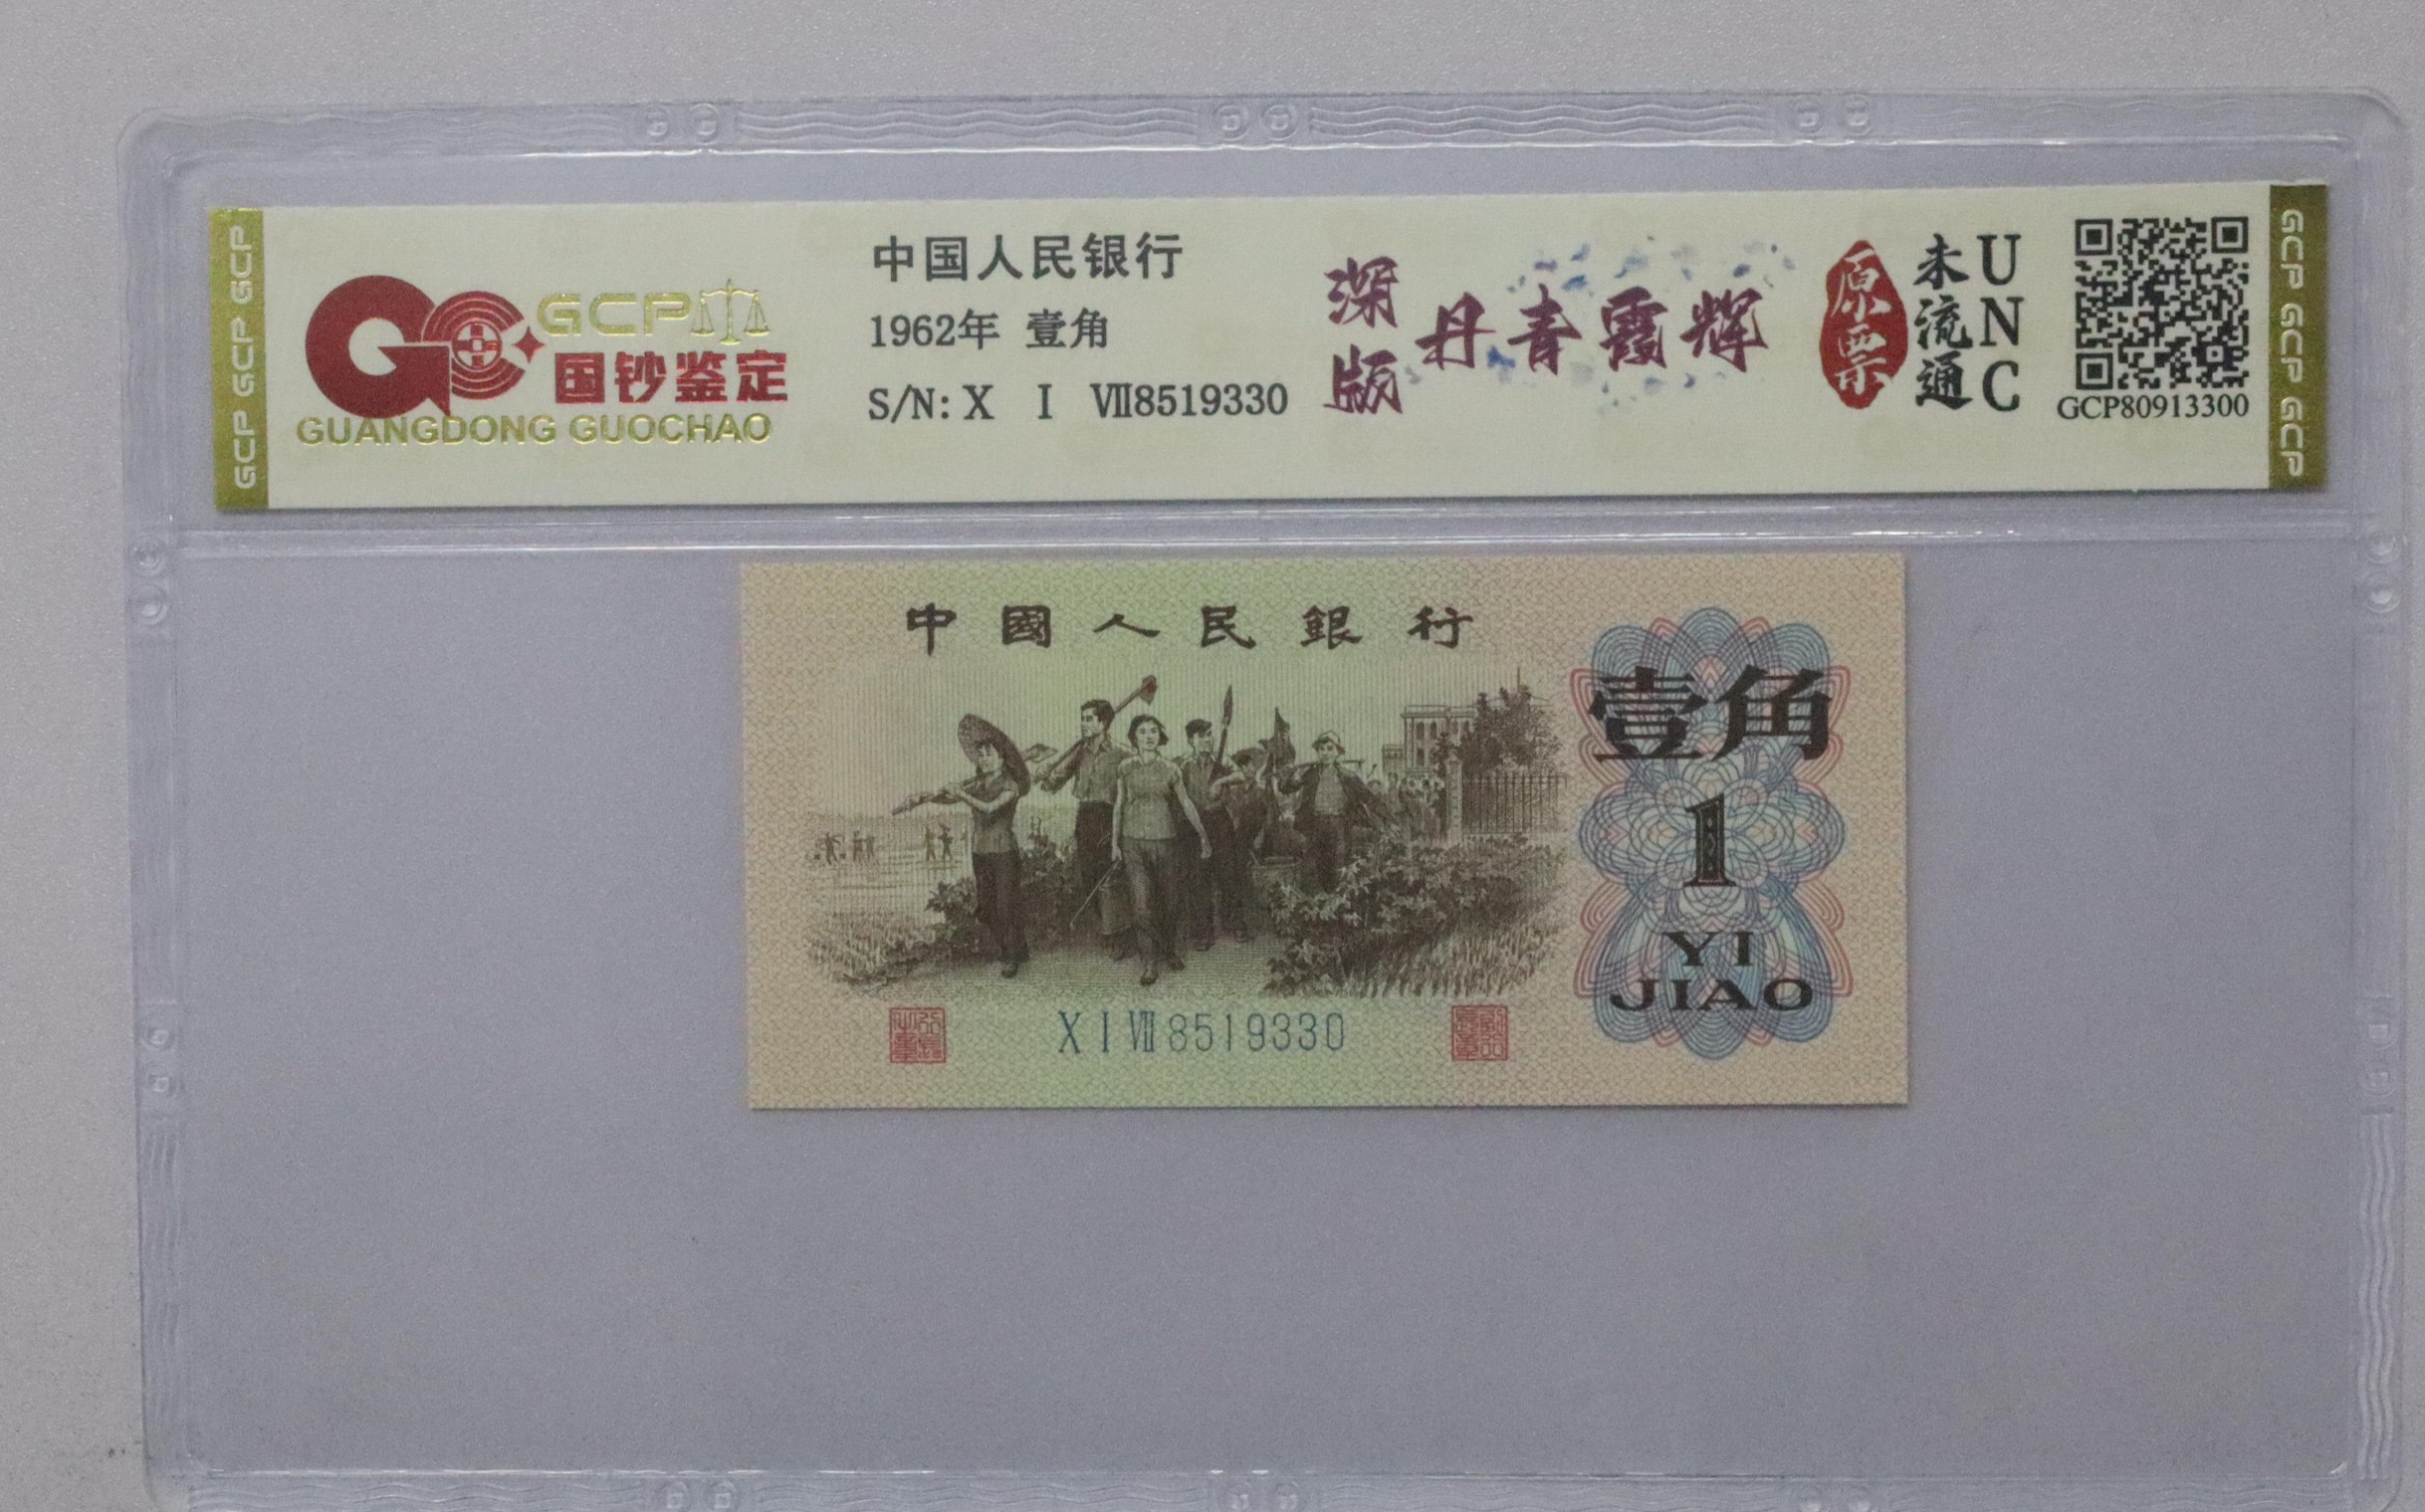 GCP GCP GCP
GCP
国钞鉴定
GUANGDONG GUOCHAO
中国人民银行
1962年 壹角
S/N: X I Ⅶ8519330
深版
丹青霞辉
原票
未流通
UNC
GCP80913300
GCP GCP GCP
中國人民銀行
壹角
1
YI
JIAO
X I Ⅶ 8519330